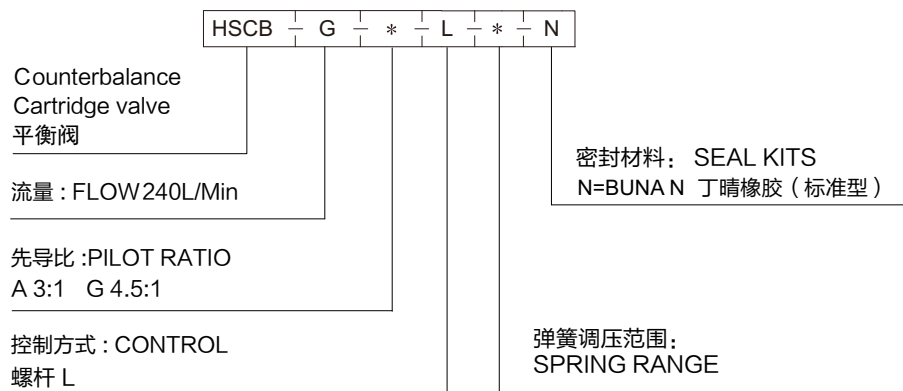 HSCB - G - * - L - * - N
Counterbalance
Cartridge valve
平衡阀
密封材料： SEAL KITS
N=BUNA N 丁晴橡胶（标准型）
流量 : FLOW240L/Min
先导比 :PILOT RATIO
A 3:1 G 4.5:1
控制方式 : CONTROL
螺杆 L
弹簧调压范围：
SPRING RANGE